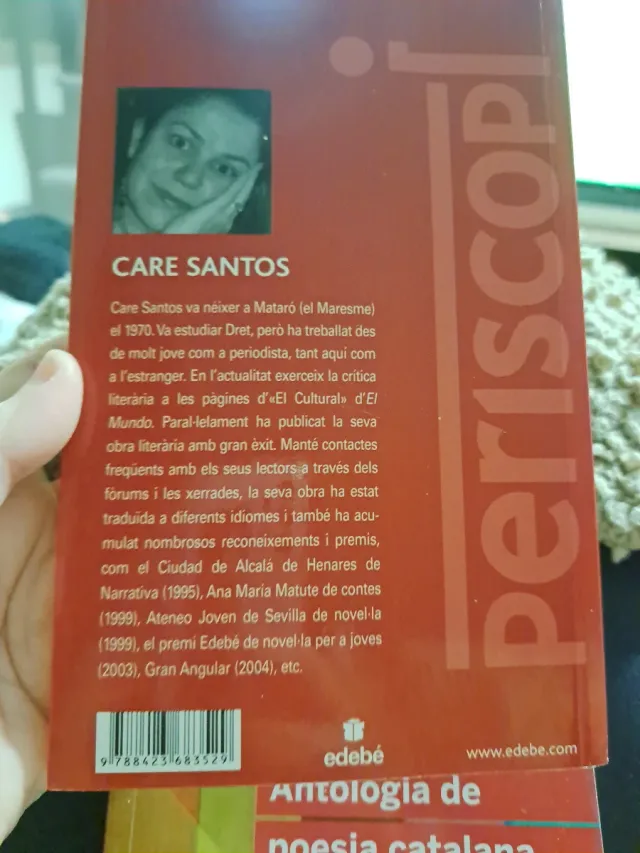 periscopi
CARE SANTOS
Care Santos va néixer a Mataró (el Maresme)
el 1970. Va estudiar Dret, però ha treballat des
de molt jove com a periodista, tant aquí com
a l'estranger. En l'actualitat exerceix la crítica
literària a les pàgines d'«El Cultural» d'El
Mundo. Paral·lelament ha publicat la seva
obra literària amb gran èxit. Manté contactes
freqüents amb els seus lectors a través dels
fòrums i les xerrades, la seva obra ha estat
traduïda a diferents idiomes i també ha acu-
mulat nombrosos reconeixements i premis,
com el Ciudad de Alcalá de Henares de
Narrativa (1995), Ana María Matute de contes
(1999), Ateneo Joven de Sevilla de novel·la
(1999), el premi Edebé de novel·la per a joves
(2003), Gran Angular (2004), etc.
9 788423 683529
edebé
www.edebe.com
Antologia de
poesia catalana